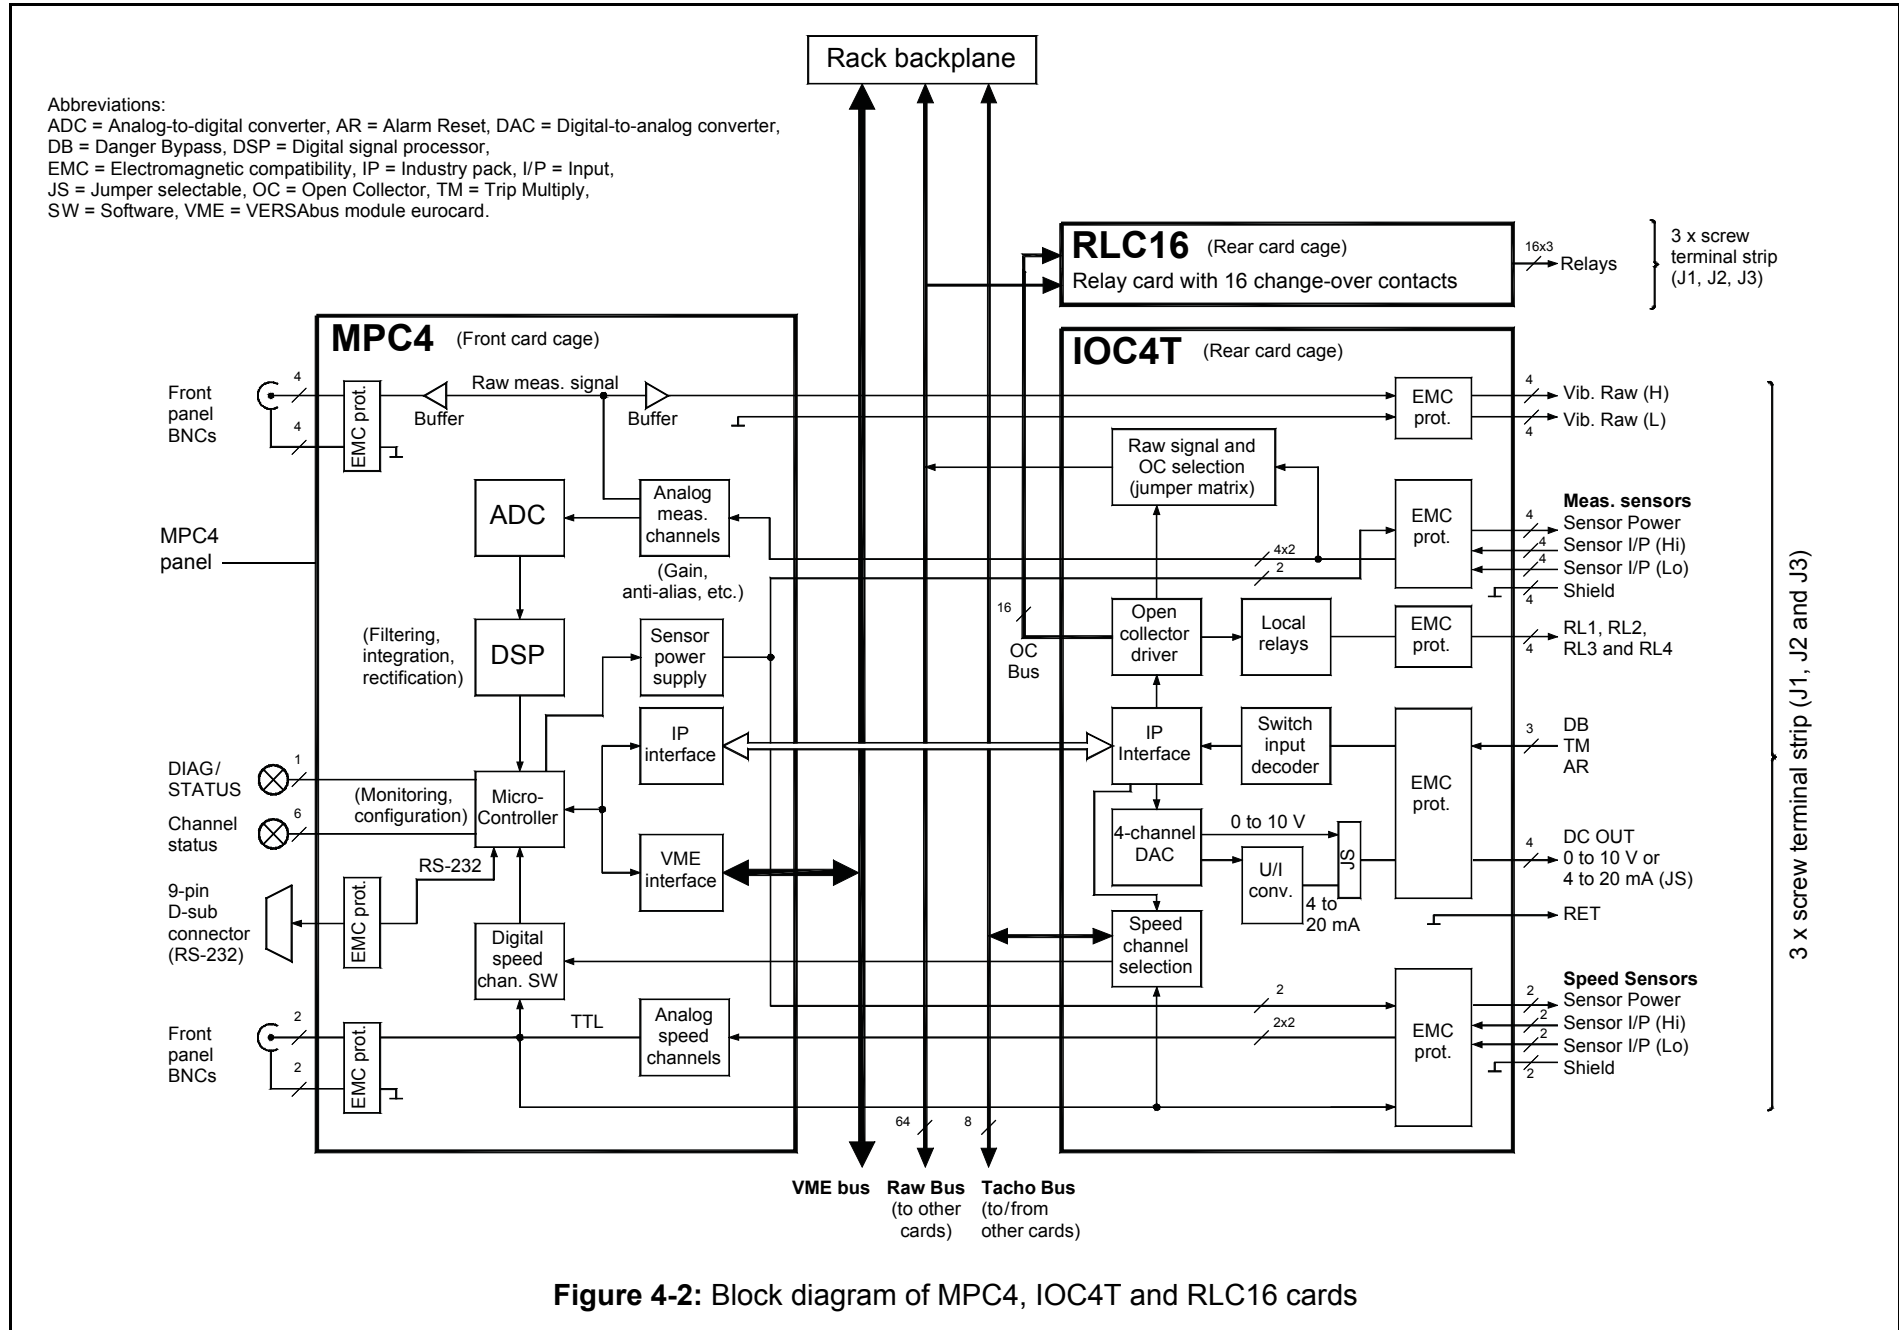 Rack backplane
Abbreviations:
ADC = Analog-to-digital converter, AR = Alarm Reset, DAC = Digital-to-analog converter,
DB = Danger Bypass, DSP = Digital signal processor,
EMC = Electromagnetic compatibility, IP = Industry pack, I/P = Input,
JS = Jumper selectable, OC = Open Collector, TM = Trip Multiply,
SW = Software, VME = VERSAbus module eurocard.
RLC16 (Rear card cage)
Relay card with 16 change-over contacts
16x3
Relays
3 x screw
terminal strip
(J1, J2, J3)
MPC4 (Front card cage)
Front
panel
BNCs
4
4
EMC prot.
Buffer
Raw meas. signal
Buffer
MPC4
panel
ADC
Analog
meas.
channels
(Gain,
anti-alias, etc.)
(Filtering,
integration,
rectification)
DSP
Sensor
power
supply
IP
interface
DIAG/
STATUS
1
(Monitoring,
configuration)
Micro-
Controller
Channel
status
6
VME
interface
RS-232
9-pin
D-sub
connector
(RS-232)
EMC prot.
Digital
speed
chan. SW
Front
panel
BNCs
2
2
EMC prot.
TTL
Analog
speed
channels
IOC4T (Rear card cage)
EMC
prot.
4
Vib. Raw (H)
Vib. Raw (L)
4
Raw signal and
OC selection
(jumper matrix)
EMC
prot.
Meas. sensors
4
Sensor Power
4
Sensor I/P (Hi)
4
Sensor I/P (Lo)
Shield
4
4x2
2
16
OC
Bus
Open
collector
driver
Local
relays
EMC
prot.
4
RL1, RL2,
RL3 and RL4
IP
Interface
Switch
input
decoder
EMC
prot.
3
DB
TM
AR
4-channel
DAC
0 to 10 V
U/I
conv.
JS
4 to
20 mA
4
DC OUT
0 to 10 V or
4 to 20 mA (JS)
RET
Speed
channel
selection
2
2x2
EMC
prot.
Speed Sensors
2
Sensor Power
2
Sensor I/P (Hi)
2
Sensor I/P (Lo)
Shield
2
3 x screw terminal strip (J1, J2 and J3)
64
8
VME bus
Raw Bus
(to other
cards)
Tacho Bus
(to/from
other cards)
Figure 4-2: Block diagram of MPC4, IOC4T and RLC16 cards